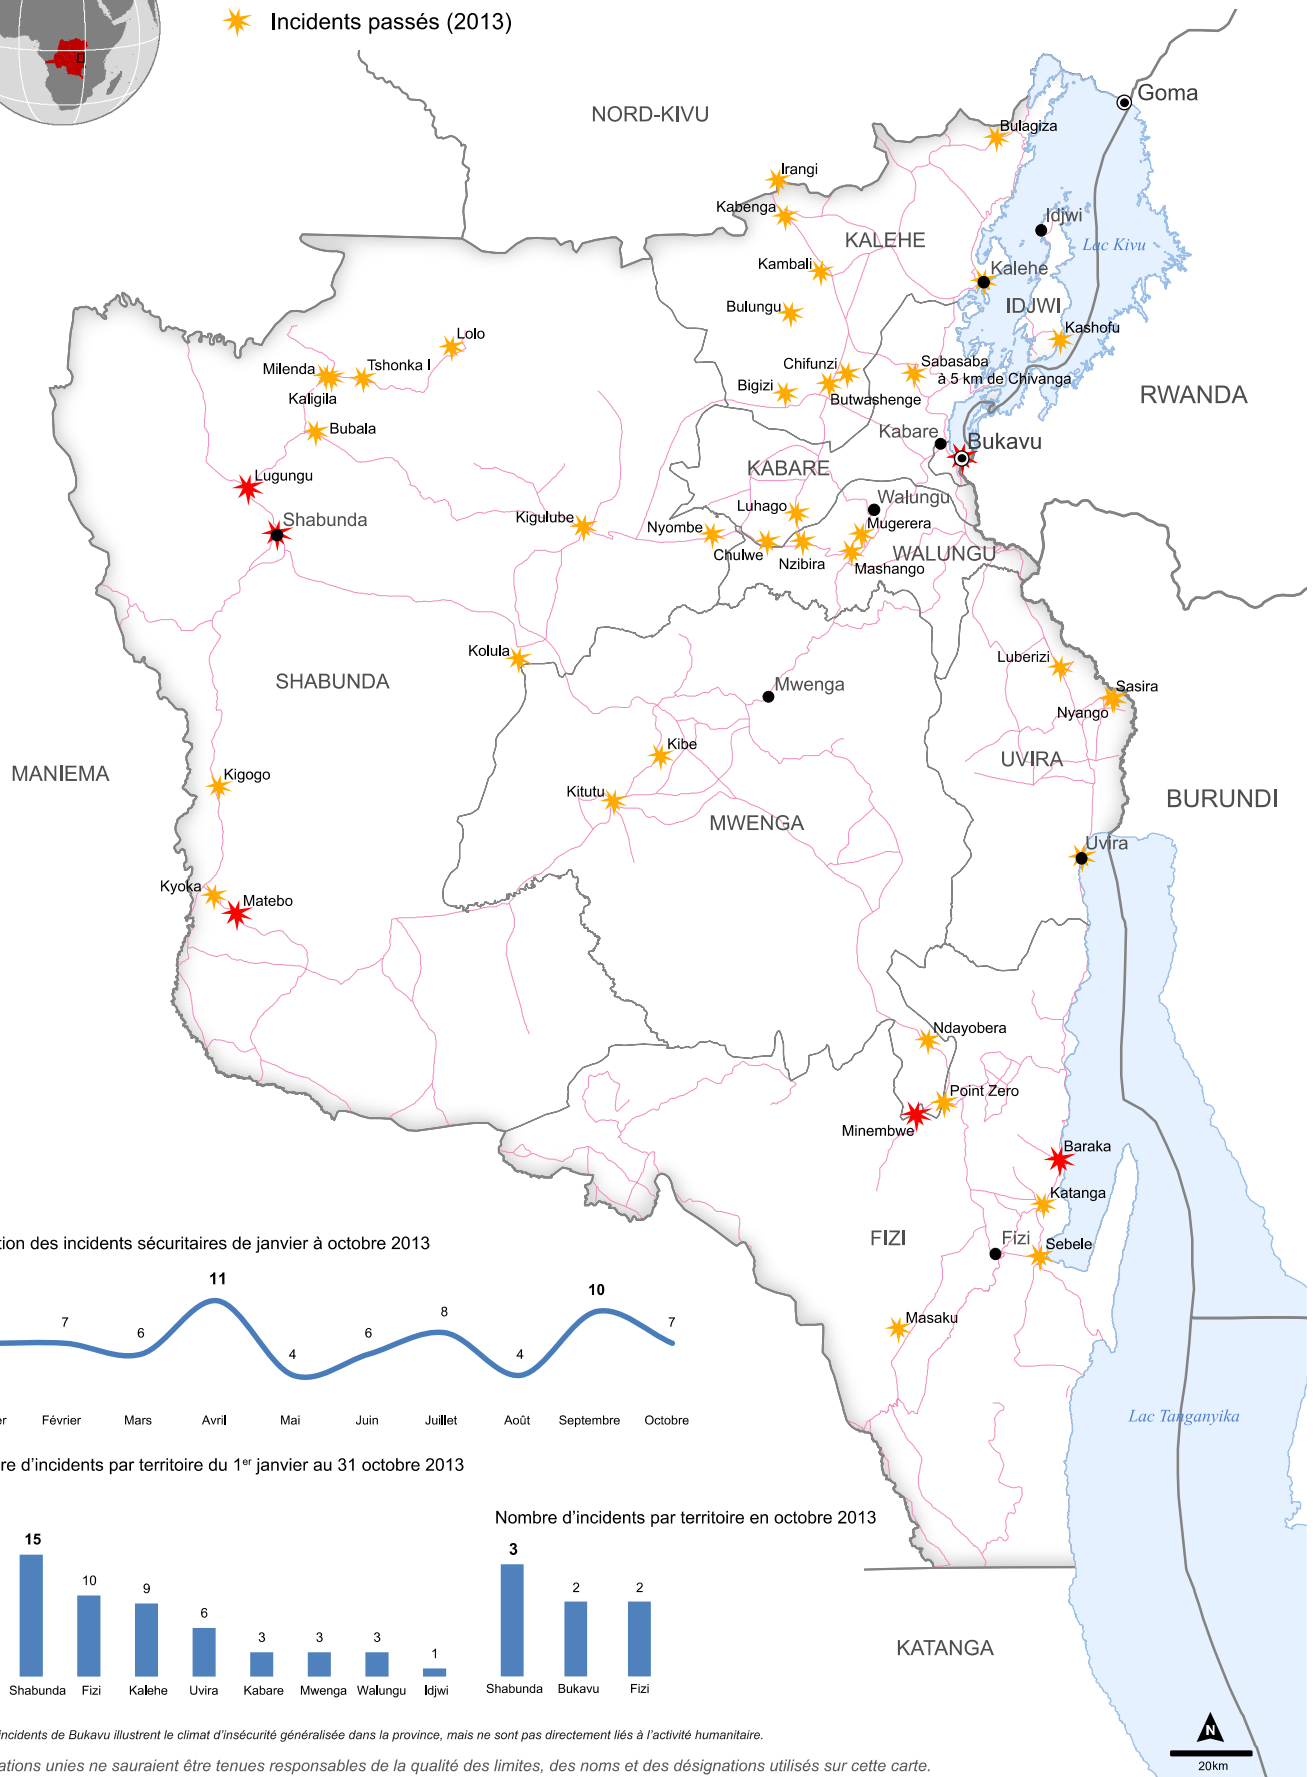 Incidents passés (2013)
Goma
NORD-KIVU
Bulagiza
Irangi
Kabenga
Idjwi
KALEHE
Lac Kivu
Kambali
Kalehe
Bulungu
IDJWI
Kashofu
Lolo
Milenda
Tshonka I
Chifunzi
Sabasaba
à 5 km de Chivanga
Kaligila
Bigizi
Butwashenge
RWANDA
Bubala
Kabare
Bukavu
KABARE
Lugungu
Walungu
Luhago
Shabunda
Kigulube
Nyombe
Mugerera
Chulwe
Nzibira
WALUNGU
Mashango
Kolula
Luberizi
SHABUNDA
Mwenga
Sasira
Nyango
Kibe
UVIRA
MANIEMA
Kigogo
Kitutu
BURUNDI
MWENGA
Uvira
Kyoka
Matebo
Ndayobera
Point Zero
Minembwe
Baraka
Katanga
FIZI
Fizi
Sebele
Masaku
Lac Tanganyika
KATANGA
tion des incidents sécuritaires de janvier à octobre 2013
7 6 11 4 6 8 4 10 7
er Février Mars Avril Mai Juin Juillet Août Septembre Octobre
re d’incidents par territoire du 1er janvier au 31 octobre 2013
15 10 9 6 3 3 3 1
Shabunda Fizi Kalehe Uvira Kabare Mwenga Walungu Idjwi
Nombre d’incidents par territoire en octobre 2013
3 2 2
Shabunda Bukavu Fizi
incidents de Bukavu illustrent le climat d’insécurité généralisée dans la province, mais ne sont pas directement liés à l’activité humanitaire.
ations unies ne sauraient être tenues responsables de la qualité des limites, des noms et des désignations utilisés sur cette carte.
N
20km